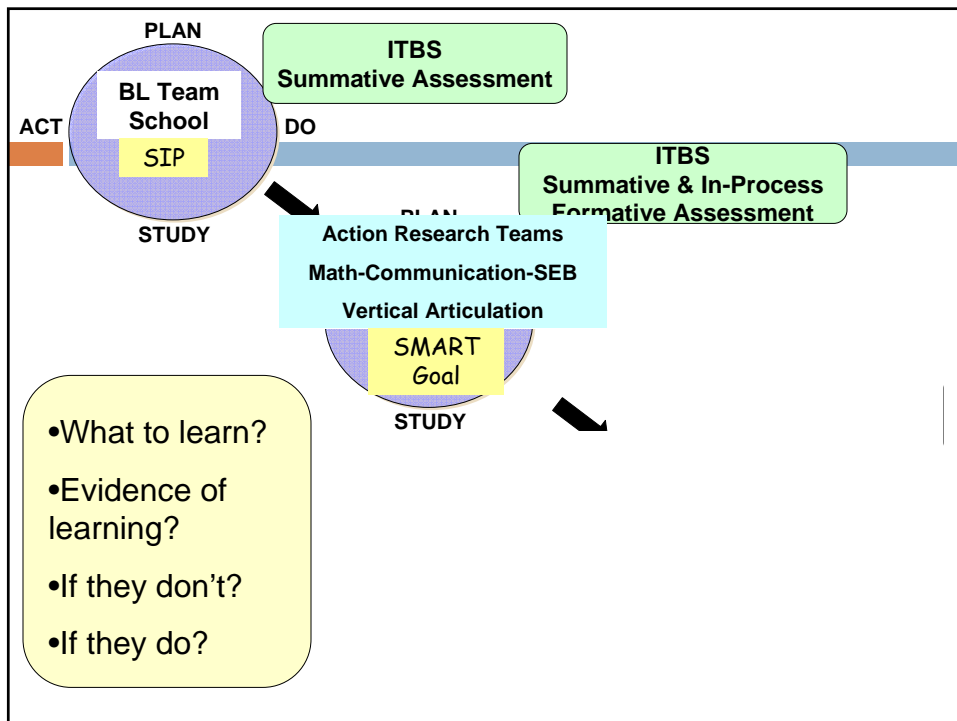 PLAN
ITBS
Summative Assessment
BL Team
School
ACT
DO
SIP
STUDY
ITBS
Summative & In-Process
Formative Assessment
PLAN
Action Research Teams
Math-Communication-SEB
Vertical Articulation
SMART
Goal
STUDY
•What to learn?
•Evidence of
learning?
•If they don’t?
•If they do?